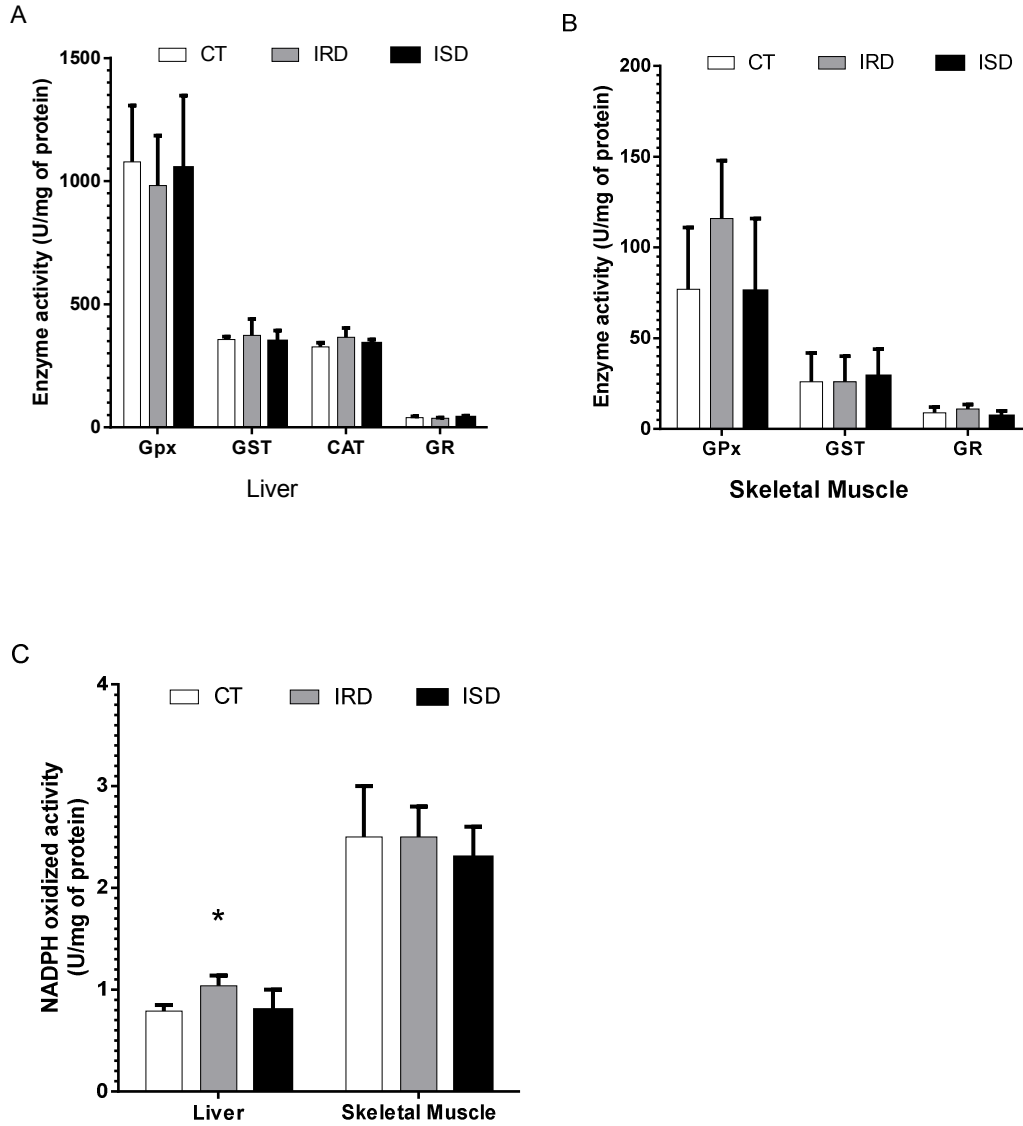 A
CT IRD ISD
Enzyme activity (U/mg of protein)
1500
1000
500
0
Gpx GST CAT GR
Liver
B
CT IRD ISD
Enzyme activity (U/mg of protein)
200
150
100
50
0
GPx GST GR
Skeletal Muscle
C
CT IRD ISD
NADPH oxidized activity
(U/mg of protein)
4
3
2
1
0
*
Liver Skeletal Muscle